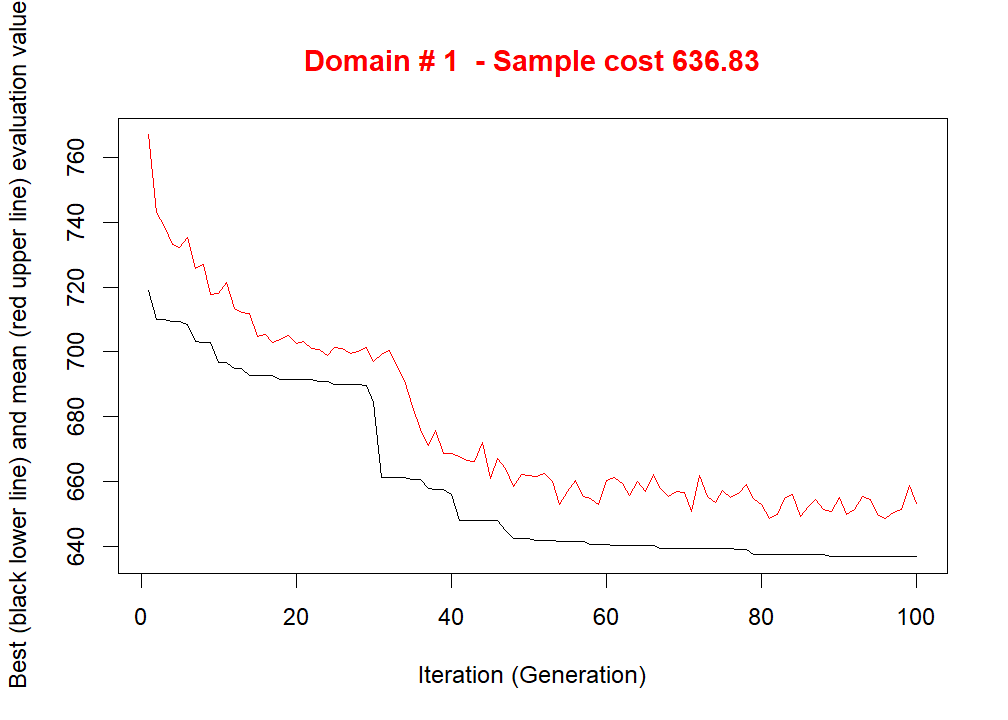 Domain # 1  - Sample cost 636.83
Best (black lower line) and mean (red upper line) evaluation value
760
740
720
700
680
660
640
0 20 40 60 80 100
Iteration (Generation)